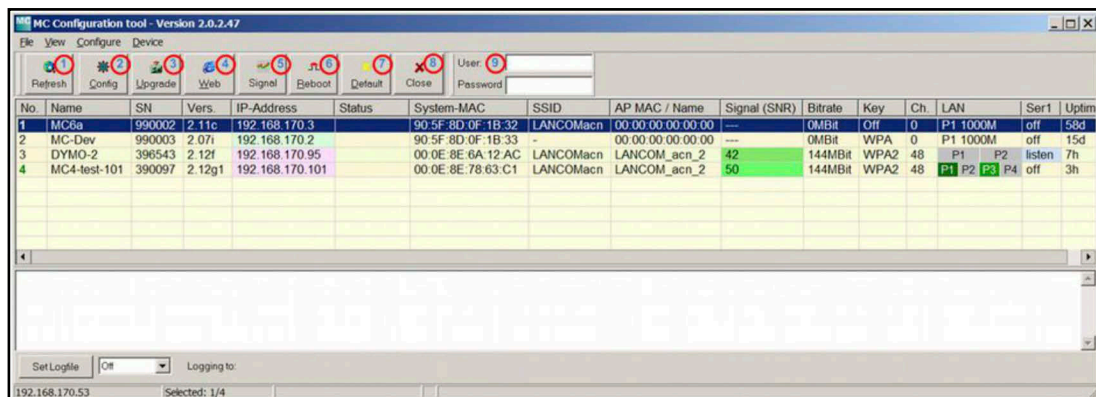 MC MC Configuration tool - Version 2.0.2.47
File View Configure Device
1 2 3 4 5 6 7 8 User: 9
Refresh Config Upgrade Web Signal Reboot Default Close Password
No. Name SN Vers. IP-Address Status System-MAC SSID AP MAC / Name Signal (SNR) Bitrate Key Ch. LAN Ser1 Uptim
1 MC6a 990002 2.11c 192.168.170.3 90:5F:8D:0F:1B:32 LANCOMacn 00:00:00:00:00:00 --- 0MBit Off 0 P1 1000M off 58d
2 MC-Dev 990003 2.07i 192.168.170.2 90:5F:8D:0F:1B:33 - 00:00:00:00:00:00 --- 0MBit WPA 0 P1 1000M off 15d
3 DYMO-2 396543 2.12f 192.168.170.95 00:0E:8E:6A:12:AC LANCOMacn LANCOM_acn_2 42 144MBit WPA2 48 P1 P2 listen 7h
4 MC4-test-101 390097 2.12g1 192.168.170.101 00:0E:8E:78:63:C1 LANCOMacn LANCOM_acn_2 50 144MBit WPA2 48 P1 P2 P3 P4 off 3h
Set Logfile Off Logging to:
192.168.170.53 Selected: 1/4